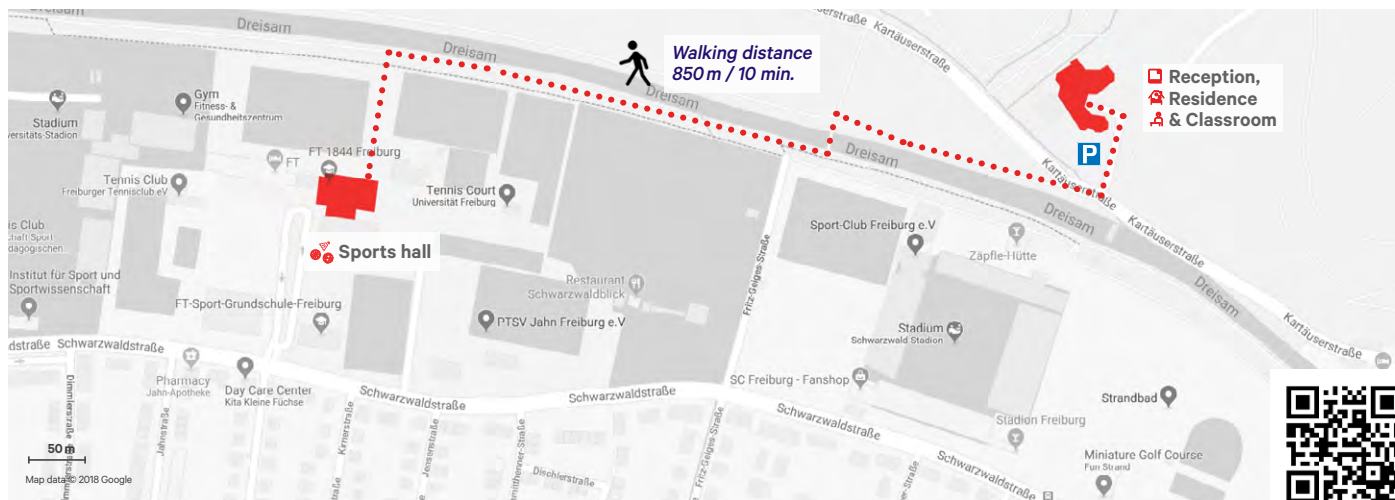 Dreisam
Dreisam
Dreisam
Dreisam
Dreisam
Dreisam
Kartäuserstraße
Kartäuserstraße
Kartäuserstraße
Kartäuserstraße
Kartäuserstraße
Walking distance
850 m / 10 min.
Reception,
Residence
& Classroom
P
Gym
Fitness- &
Gesundheitszentrum
Stadium
FT 1844 Freiburg
FT
Tennis Club
Freiburger Tennisclub eV
Tennis Court
Universität Freiburg
Sports hall
Institut für Sport und
Sportwissenschaft
FT-Sport-Grundschule-Freiburg
Restaurant
Schwarzwaldblick
PTSV Jahn Freiburg e.V
Fritz-Geiges-Straße
Fritz-Geiges-Straße
Sport-Club Freiburg e.V
Zäpfle-Hütte
Stadium
Schwarzwald Stadion
SC Freiburg - Fanshop
Stadion Freiburg
Strandbad
Miniature Golf Course
Fun Strand
Schwarzwaldstraße
Schwarzwaldstraße
Schwarzwaldstraße
Schwarzwaldstraße
Schwarzwaldstraße
Pharmacy
Jahn-Apotheke
Day Care Center
Kita Kleine Füchse
Jahnstraße
Jensenstraße
Dischlerstraße
50 m
Map data © 2018 Google